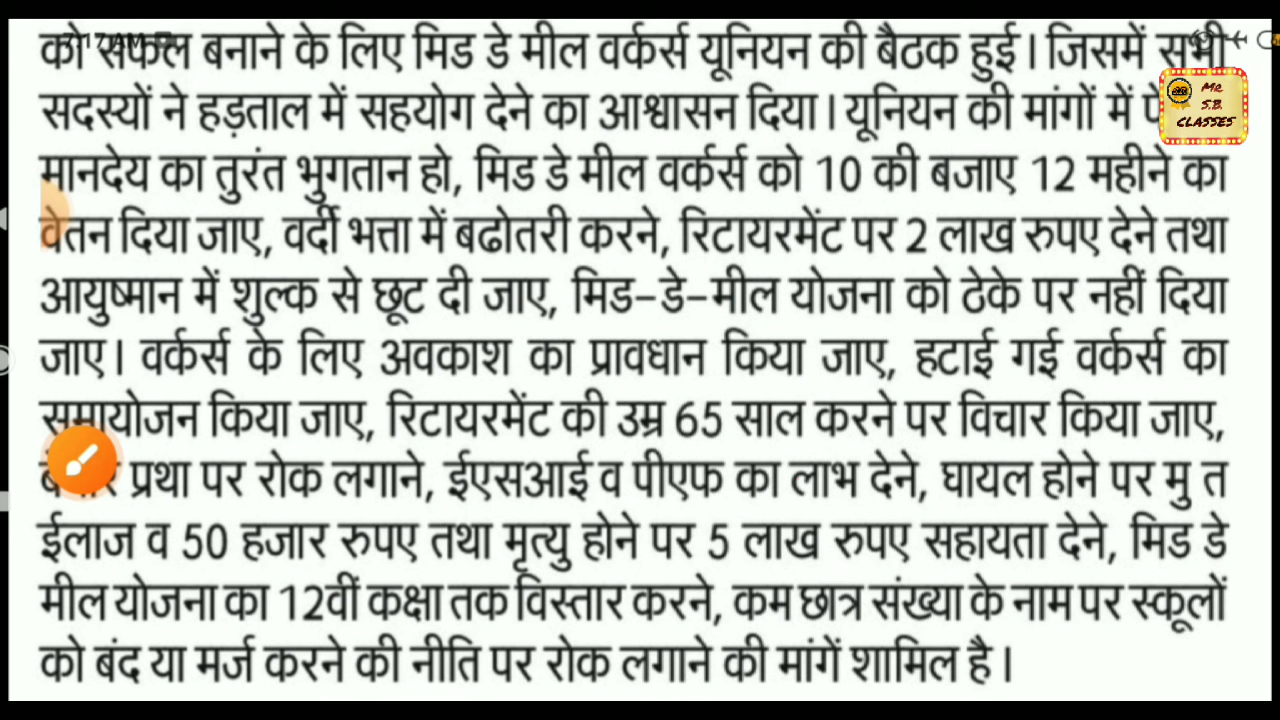 7:17 AM
को सफल बनाने के लिए मिड डे मील वर्कर्स यूनियन की बैठक हुई। जिसमें सभी
सदस्यों ने हड़ताल में सहयोग देने का आश्वासन दिया। यूनियन की मांगों में
Mr
S.B.
CLASSES
मानदेय का तुरंत भुगतान हो, मिड डे मील वर्कर्स को 10 की बजाए 12 महीने का
वेतन दिया जाए, वर्दी भत्ता में बढोतरी करने, रिटायरमेंट पर 2 लाख रुपए देने तथा
आयुष्मान में शुल्क से छूट दी जाए, मिड-डे-मील योजना को ठेके पर नहीं दिया
जाए। वर्कर्स के लिए अवकाश का प्रावधान किया जाए, हटाई गई वर्कर्स का
समायोजन किया जाए, रिटायरमेंट की उम्र 65 साल करने पर विचार किया जाए,
प्रथा पर रोक लगाने, ईएसआई व पीएफ का लाभ देने, घायल होने पर मु त
ईलाज व 50 हजार रुपए तथा मृत्यु होने पर 5 लाख रुपए सहायता देने, मिड डे
मील योजना का 12वीं कक्षा तक विस्तार करने, कम छात्र संख्या के नाम पर स्कूलों
को बंद या मर्ज करने की नीति पर रोक लगाने की मांगें शामिल है।